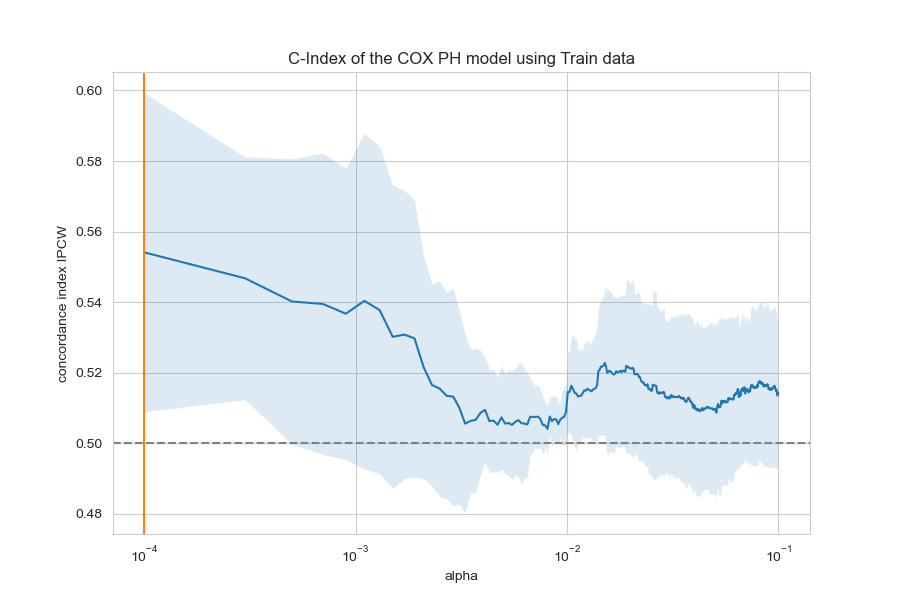 C-Index of the COX PH model using Train data
concordance index IPCW
0.60
0.58
0.56
0.54
0.52
0.50
0.48
10⁻⁴ 10⁻³ 10⁻² 10⁻¹
alpha